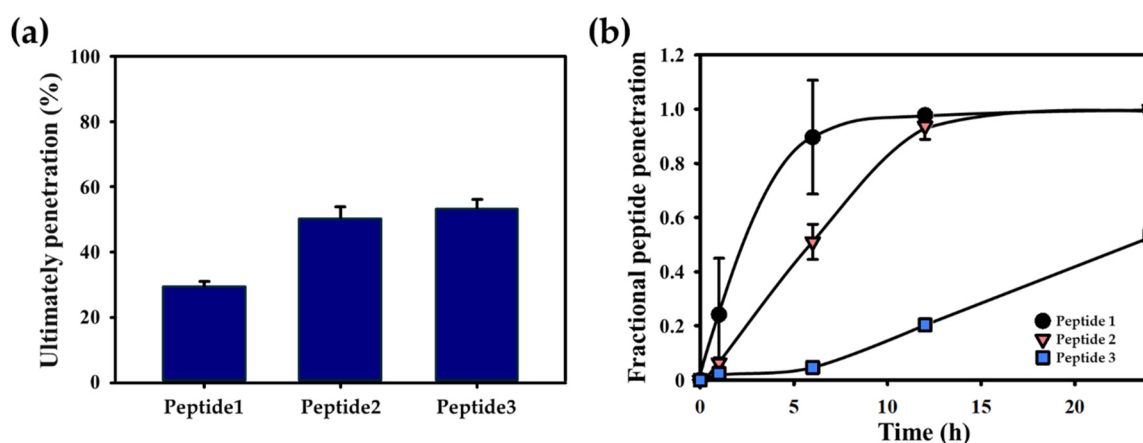 (a)
Ultimately penetration (%)
100
80
60
40
20
0
Peptide1 Peptide2 Peptide3
(b)
Fractional peptide penetration
1.2
1.0
0.8
0.6
0.4
0.2
0
Peptide 1
Peptide 2
Peptide 3
0 5 10 15 20
Time (h)